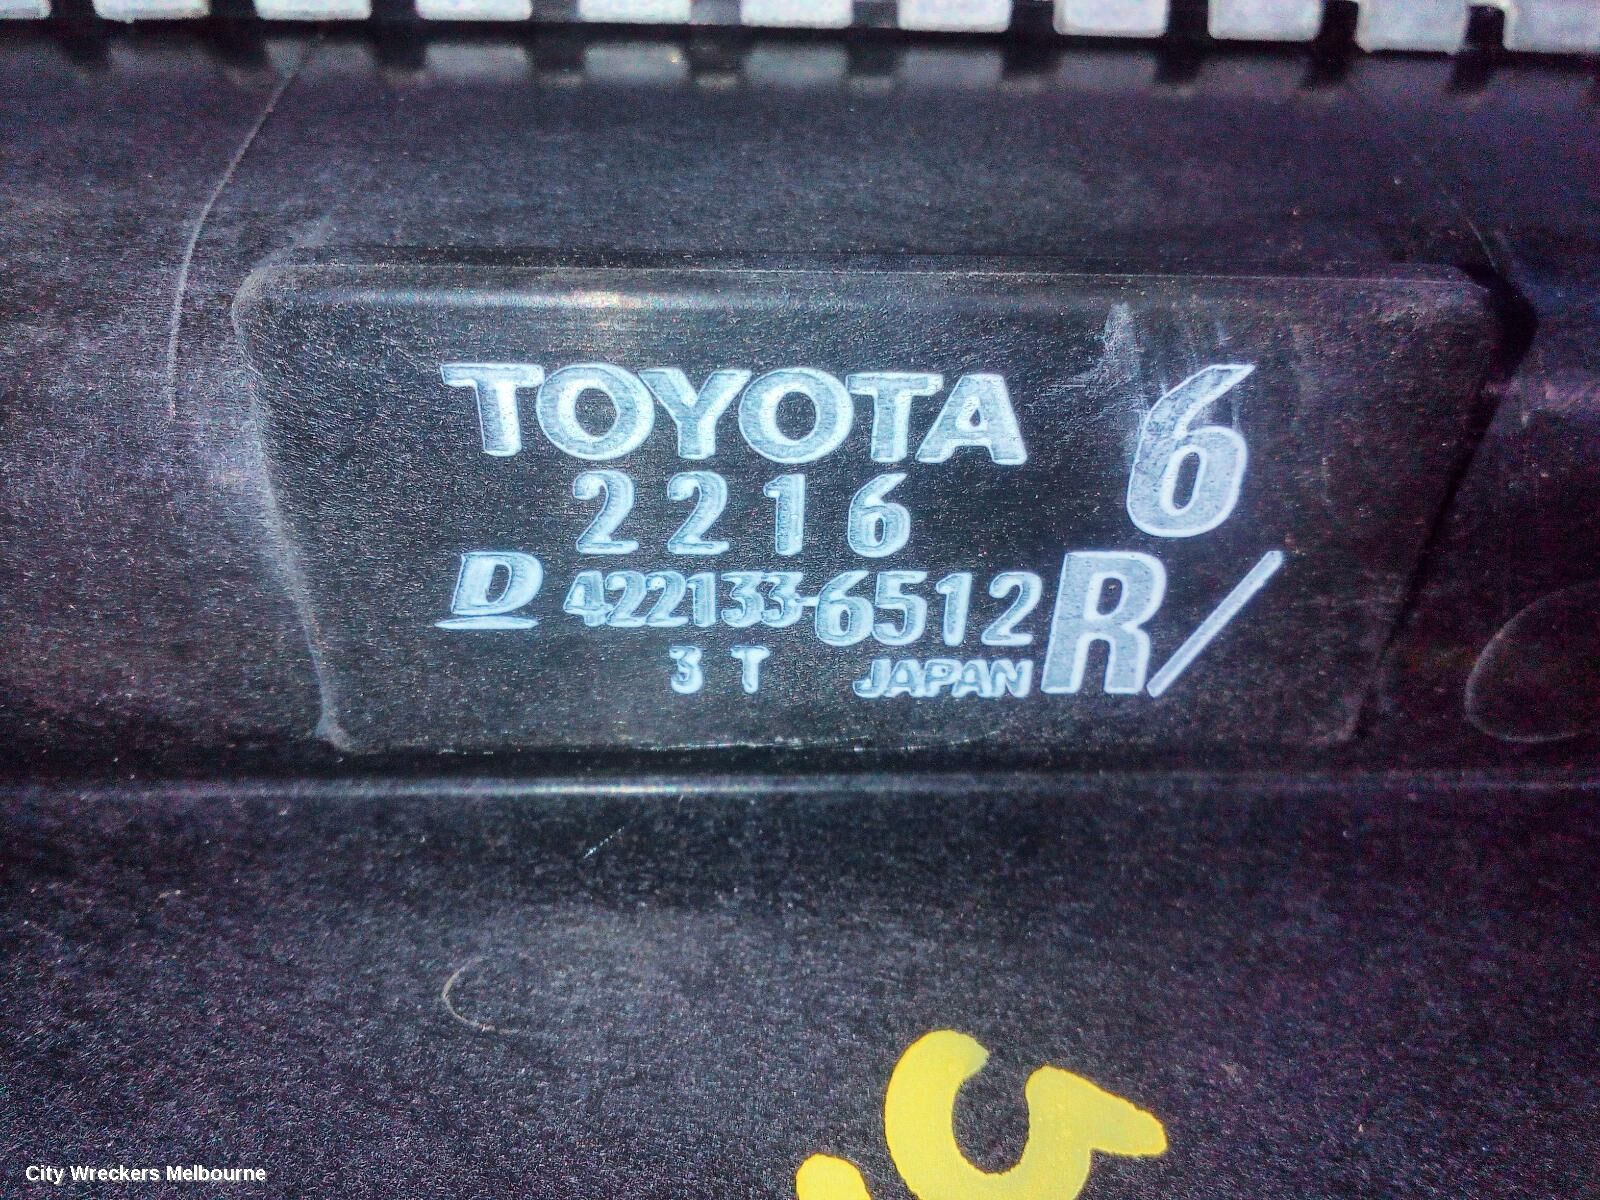 TOYOTA 6
2216
D 422133-6512 R/
3 T JAPAN
City Wreckers Melbourne